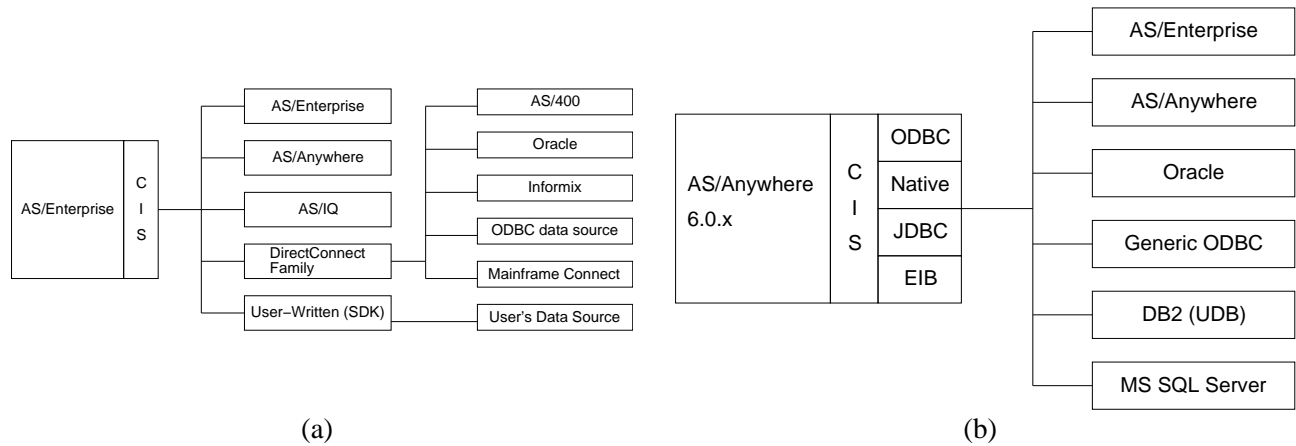 AS/Enterprise
C
I
S
AS/Enterprise
AS/Anywhere
AS/IQ
DirectConnect
Family
User−Written (SDK)
AS/400
Oracle
Informix
ODBC data source
Mainframe Connect
User's Data Source
(a)
AS/Anywhere
6.0.x
C
I
S
ODBC
Native
JDBC
EIB
AS/Enterprise
AS/Anywhere
Oracle
Generic ODBC
DB2 (UDB)
MS SQL Server
(b)